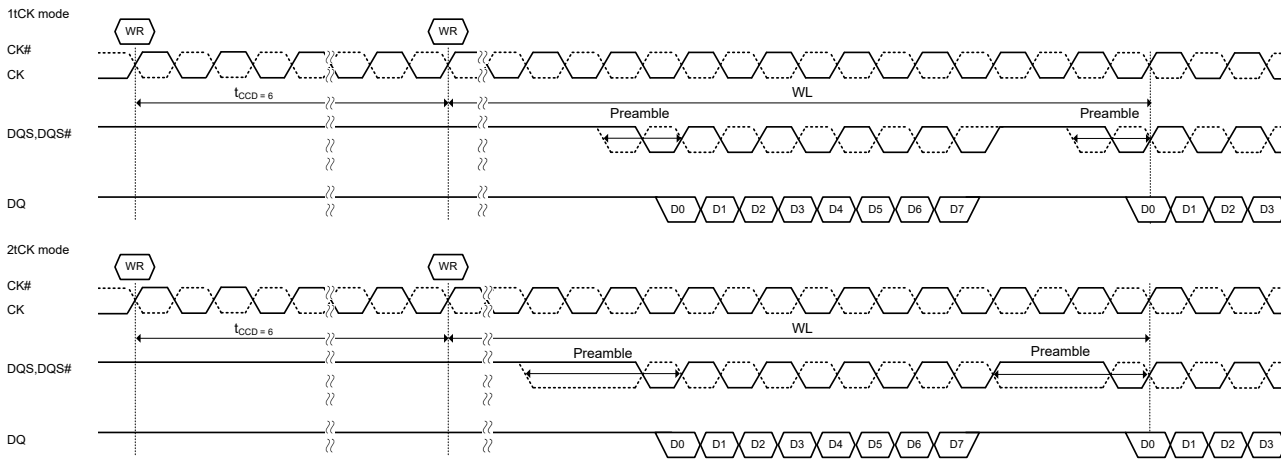 1tCK mode
WR WR
CK#
CK
tCCD = 6 WL
Preamble Preamble
DQS,DQS#
DQ D0 D1 D2 D3 D4 D5 D6 D7 D0 D1 D2 D3
2tCK mode
WR WR
CK#
CK
tCCD = 6 WL
Preamble Preamble
DQS,DQS#
DQ D0 D1 D2 D3 D4 D5 D6 D7 D0 D1 D2 D3